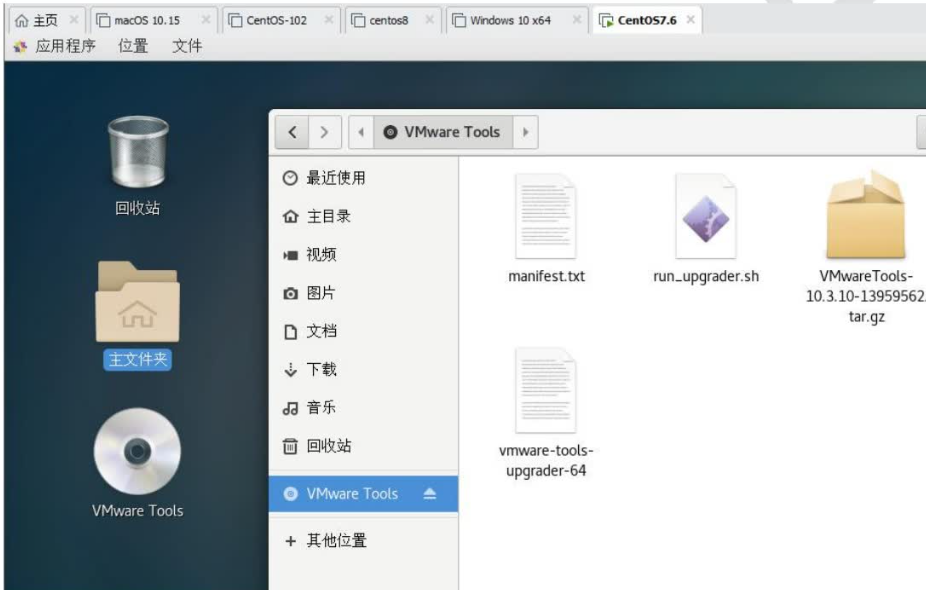 主页
macOS 10.15
CentOS-102
centos8
Windows 10 x64
CentOS7.6
应用程序 位置 文件
回收站
主文件夹
VMware Tools
VMware Tools
最近使用
主目录
视频
图片
文档
下载
音乐
回收站
VMware Tools
其他位置
manifest.txt
run_upgrader.sh
VMwareTools-
10.3.10-13959562.
tar.gz
vmware-tools-
upgrader-64